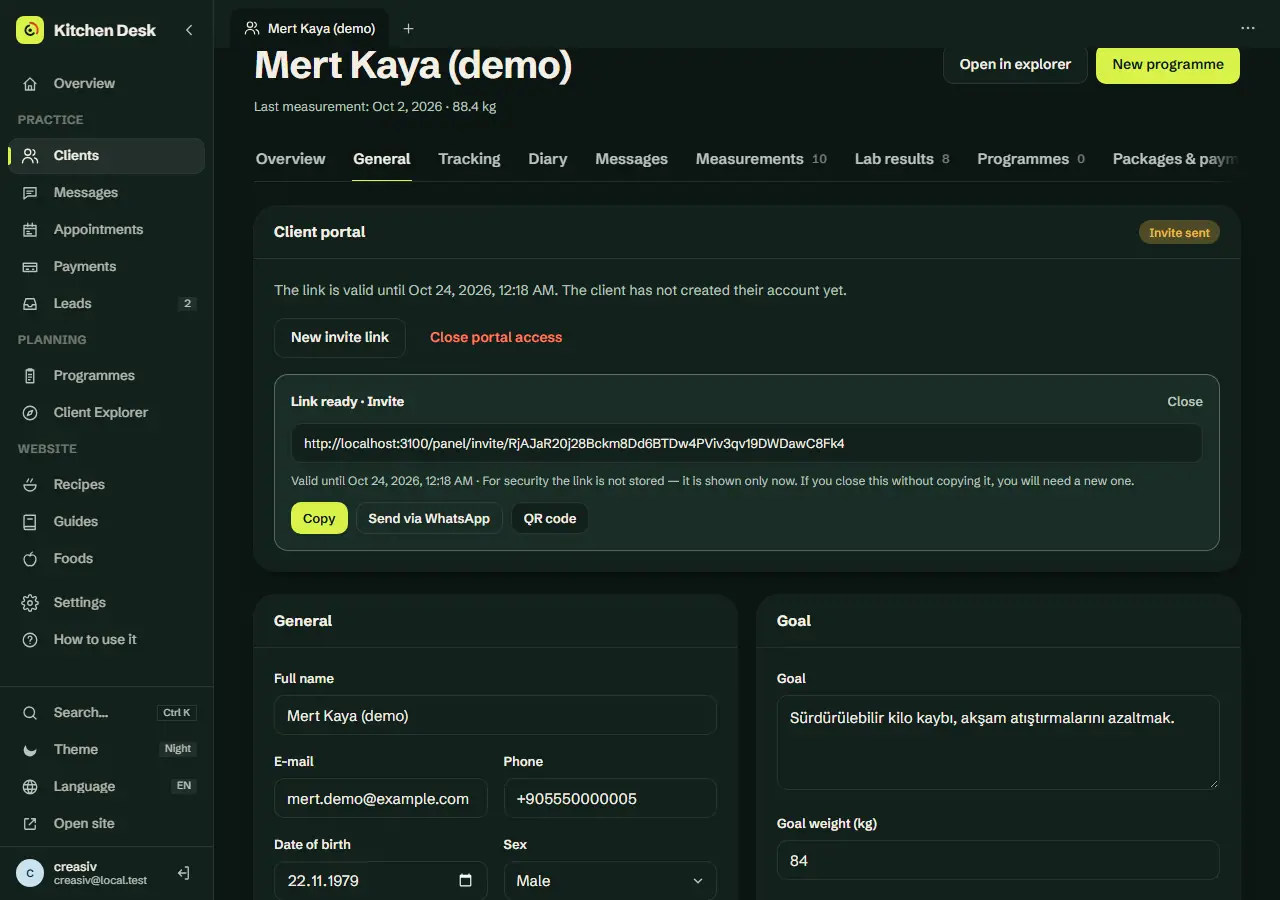 Kitchen Desk
Overview
PRACTICE
Clients
Messages
Appointments
Payments
Leads 2
PLANNING
Programmes
Client Explorer
WEBSITE
Recipes
Guides
Foods
Settings
How to use it
Search... Ctrl K
Theme Night
Language EN
Open site
C creasiv
creasiv@local.test
Mert Kaya (demo)
Mert Kaya (demo)
Open in explorer
New programme
Last measurement: Oct 2, 2026 · 88.4 kg
Overview General Tracking Diary Messages Measurements 10 Lab results 8 Programmes 0 Packages & paym
Client portal
Invite sent
The link is valid until Oct 24, 2026, 12:18 AM. The client has not created their account yet.
New invite link
Close portal access
Link ready · Invite
Close
http://localhost:3100/panel/invite/RjAJaR20j28Bckm8Dd6BTDw4PViv3qv19DWDawC8Fk4
Valid until Oct 24, 2026, 12:18 AM · For security the link is not stored — it is shown only now. If you close this without copying it, you will need a new one.
Copy
Send via WhatsApp
QR code
General
Full name
Mert Kaya (demo)
E-mail
mert.demo@example.com
Phone
+905550000005
Date of birth
22.11.1979
Sex
Male
Goal
Goal
Sürdürülebilir kilo kaybı, akşam atıştırmalarını azaltmak.
Goal weight (kg)
84